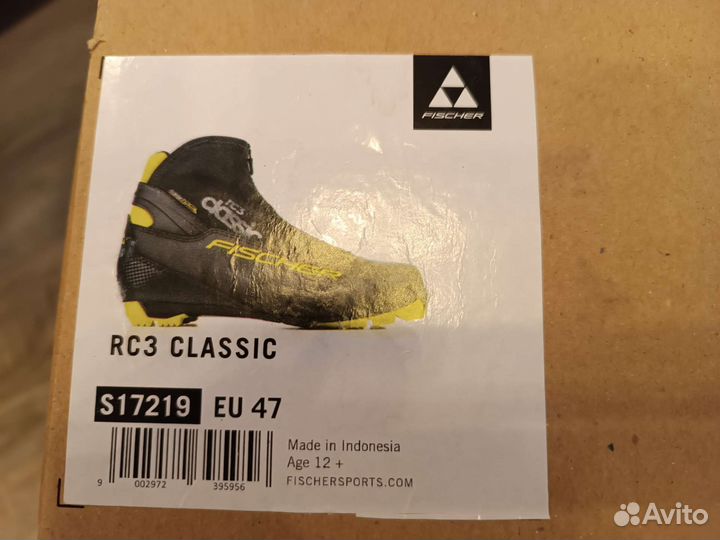 FISCHER
RC3
classic
FISCHER
RC3 CLASSIC
S17219 EU 47
Made in Indonesia
Age 12 +
FISCHERSPORTS.COM
9 002972 395956
Avito